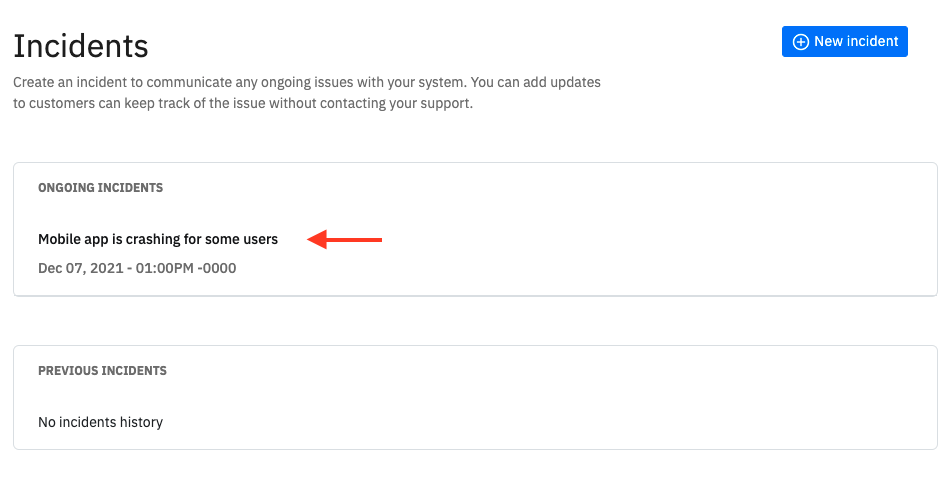 Incidents
New incident
Create an incident to communicate any ongoing issues with your system. You can add updates
to customers can keep track of the issue without contacting your support.
ONGOING INCIDENTS
Mobile app is crashing for some users
Dec 07, 2021 - 01:00PM -0000
PREVIOUS INCIDENTS
No incidents history